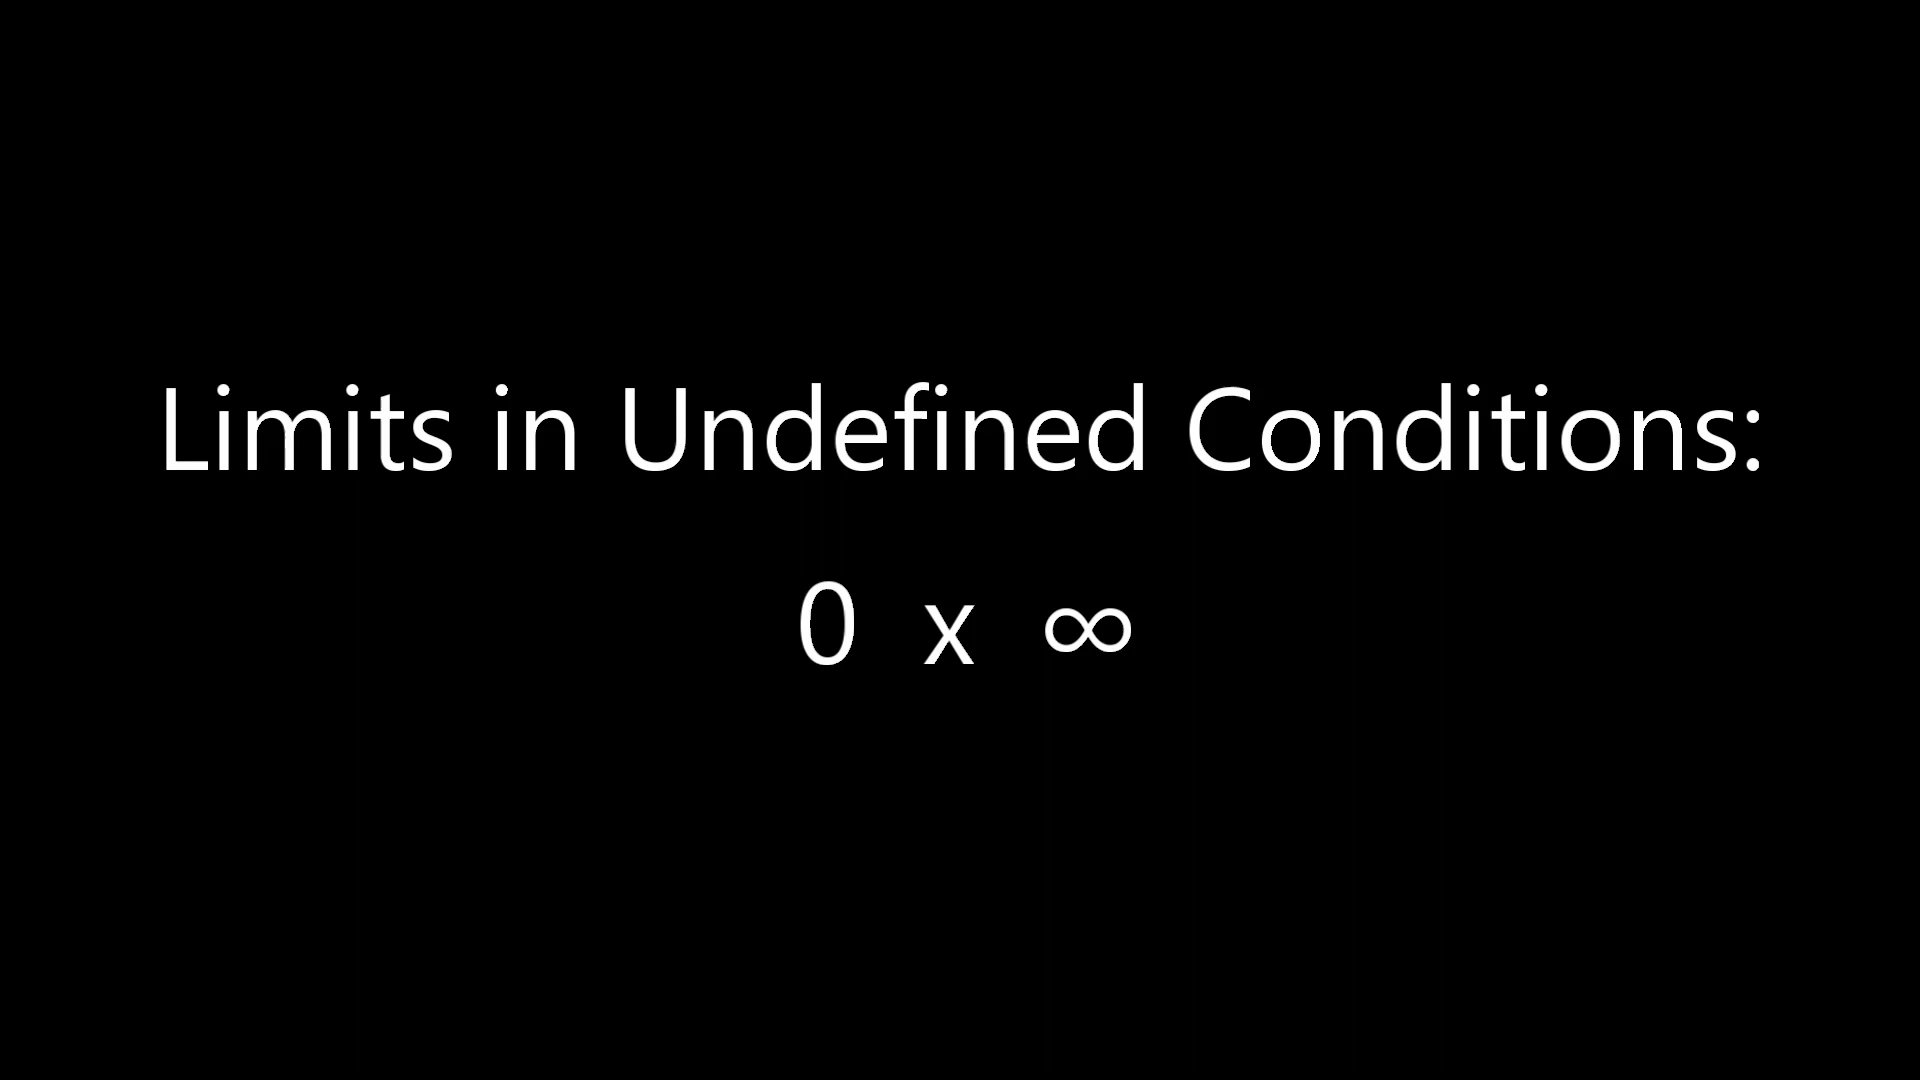 Limits in Undefined Conditions:
0 x ∞